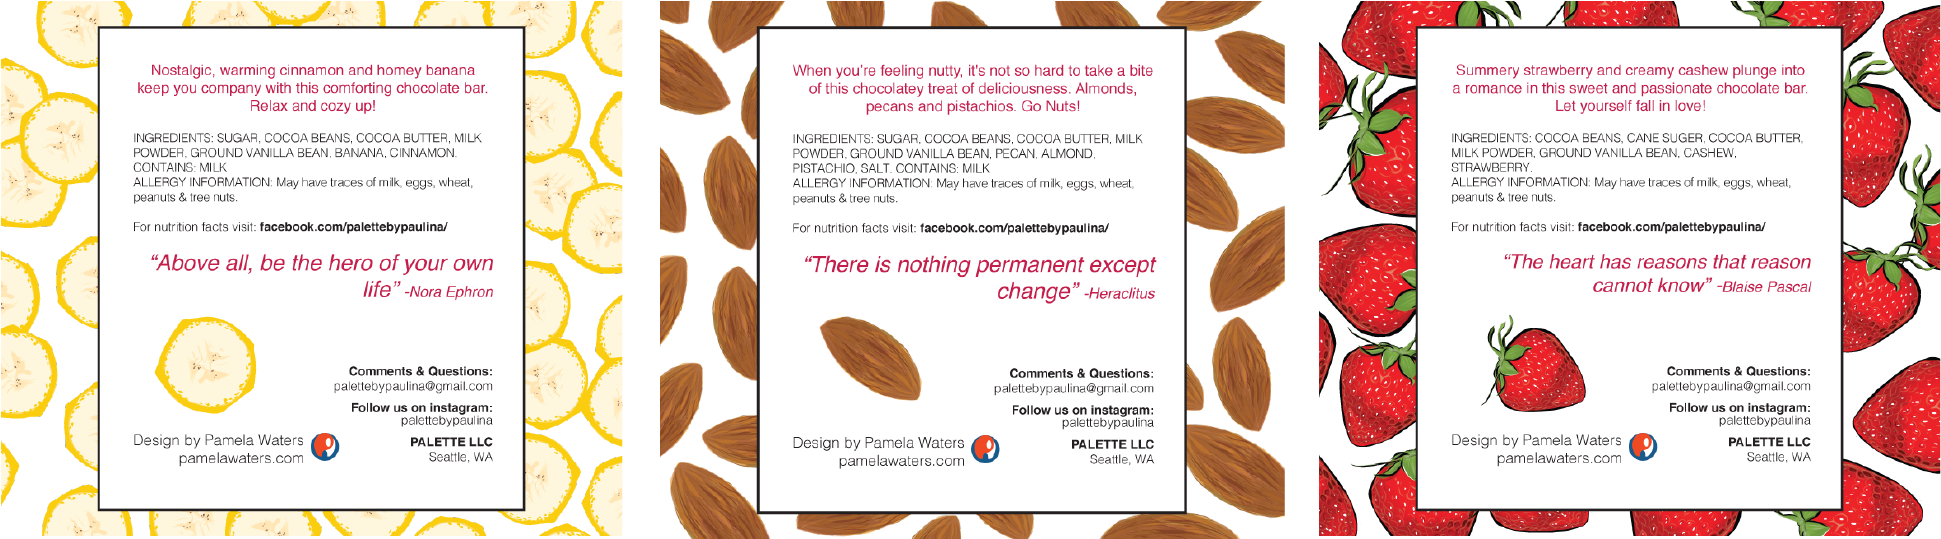 Nostalgic, warming cinnamon and homey banana
keep you company with this comforting chocolate bar.
Relax and cozy up!
INGREDIENTS: SUGAR, COCOA BEANS, COCOA BUTTER, MILK
POWDER, GROUND VANILLA BEAN, BANANA, CINNAMON.
CONTAINS: MILK
ALLERGY INFORMATION: May have traces of milk, eggs, wheat,
peanuts & tree nuts.
For nutrition facts visit: facebook.com/palettebypaulina/
“Above all, be the hero of your own
life” -Nora Ephron
Comments & Questions:
palettebypaulina@gmail.com
Follow us on instagram:
palettebypaulina
Design by Pamela Waters
pamelawaters.com
PALETTE LLC
Seattle, WA
When you're feeling nutty, it's not so hard to take a bite
of this chocolatey treat of deliciousness. Almonds,
pecans and pistachios. Go Nuts!
INGREDIENTS: SUGAR, COCOA BEANS, COCOA BUTTER, MILK
POWDER, GROUND VANILLA BEAN, PECAN, ALMOND,
PISTACHIO, SALT. CONTAINS: MILK
ALLERGY INFORMATION: May have traces of milk, eggs, wheat,
peanuts & tree nuts.
For nutrition facts visit: facebook.com/palettebypaulina/
“There is nothing permanent except
change” -Heraclitus
Comments & Questions:
palettebypaulina@gmail.com
Follow us on instagram:
palettebypaulina
Design by Pamela Waters
pamelawaters.com
PALETTE LLC
Seattle, WA
Summery strawberry and creamy cashew plunge into
a romance in this sweet and passionate chocolate bar.
Let yourself fall in love!
INGREDIENTS: COCOA BEANS, CANE SUGER, COCOA BUTTER,
MILK POWDER, GROUND VANILLA BEAN, CASHEW,
STRAWBERRY.
ALLERGY INFORMATION: May have traces of milk, eggs, wheat,
peanuts & tree nuts.
For nutrition facts visit: facebook.com/palettebypaulina/
“The heart has reasons that reason
cannot know” -Blaise Pascal
Comments & Questions:
palettebypaulina@gmail.com
Follow us on instagram:
palettebypaulina
Design by Pamela Waters
pamelawaters.com
PALETTE LLC
Seattle, WA